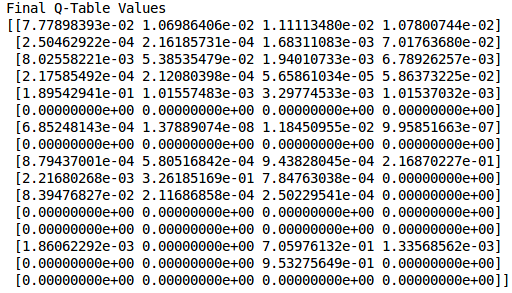 Final Q-Table Values
[[7.77898393e-02 1.06986406e-02 1.11113480e-02 1.07800744e-02]
[2.50462922e-04 2.16185731e-04 1.68311083e-03 7.01763680e-02]
[8.02558221e-03 5.38535479e-02 1.94010733e-03 6.78926257e-03]
[2.17585492e-04 2.12080398e-04 5.65861034e-05 5.86373225e-02]
[1.89542941e-01 1.01557483e-03 3.29774533e-03 1.01537032e-03]
[0.00000000e+00 0.00000000e+00 0.00000000e+00 0.00000000e+00]
[6.85248143e-04 1.37889074e-08 1.18450955e-02 9.95851663e-07]
[0.00000000e+00 0.00000000e+00 0.00000000e+00 0.00000000e+00]
[8.79437001e-04 5.80516842e-04 9.43828045e-04 2.16870227e-01]
[2.21680268e-03 3.26185169e-01 7.84764038e-04 0.00000000e+00]
[8.39476827e-02 2.11686858e-04 2.50229541e-04 0.00000000e+00]
[0.00000000e+00 0.00000000e+00 0.00000000e+00 0.00000000e+00]
[0.00000000e+00 0.00000000e+00 0.00000000e+00 0.00000000e+00]
[1.86062292e-03 0.00000000e+00 7.05976132e-01 1.33568562e-03]
[0.00000000e+00 0.00000000e+00 9.53275649e-01 0.00000000e+00]
[0.00000000e+00 0.00000000e+00 0.00000000e+00 0.00000000e+00]]